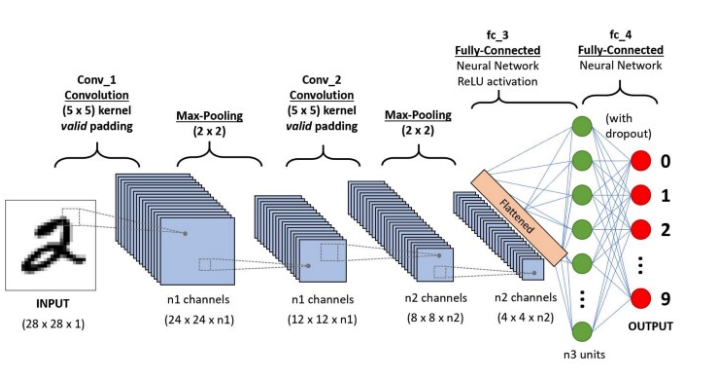 fc_3
Fully-Connected
Neural Network
ReLU activation
fc_4
Fully-Connected
Neural Network
Conv_1
Convolution
(5 x 5) kernel
valid padding
Max-Pooling
(2 x 2)
Conv_2
Convolution
(5 x 5) kernel
valid padding
Max-Pooling
(2 x 2)
(with
dropout)
Flattened
0
1
2
9
INPUT
(28 x 28 x 1)
n1 channels
(24 x 24 x n1)
n1 channels
(12 x 12 x n1)
n2 channels
(8 x 8 x n2)
n2 channels
(4 x 4 x n2)
OUTPUT
n3 units